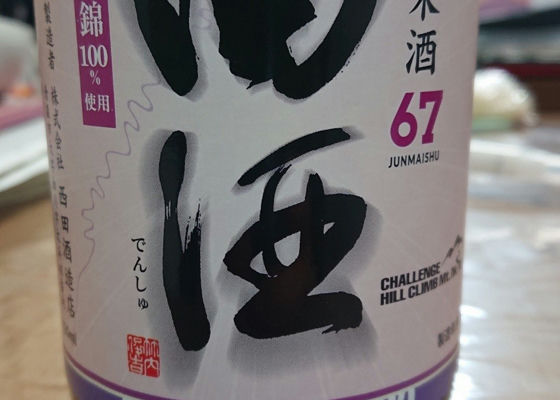 米酒
67
JUNMAISHU
酒
でんしゅ
錦
100
%
使用
製造者 株式会社 西田酒造店
CHALLENGE
HILL CLIMB Mt.